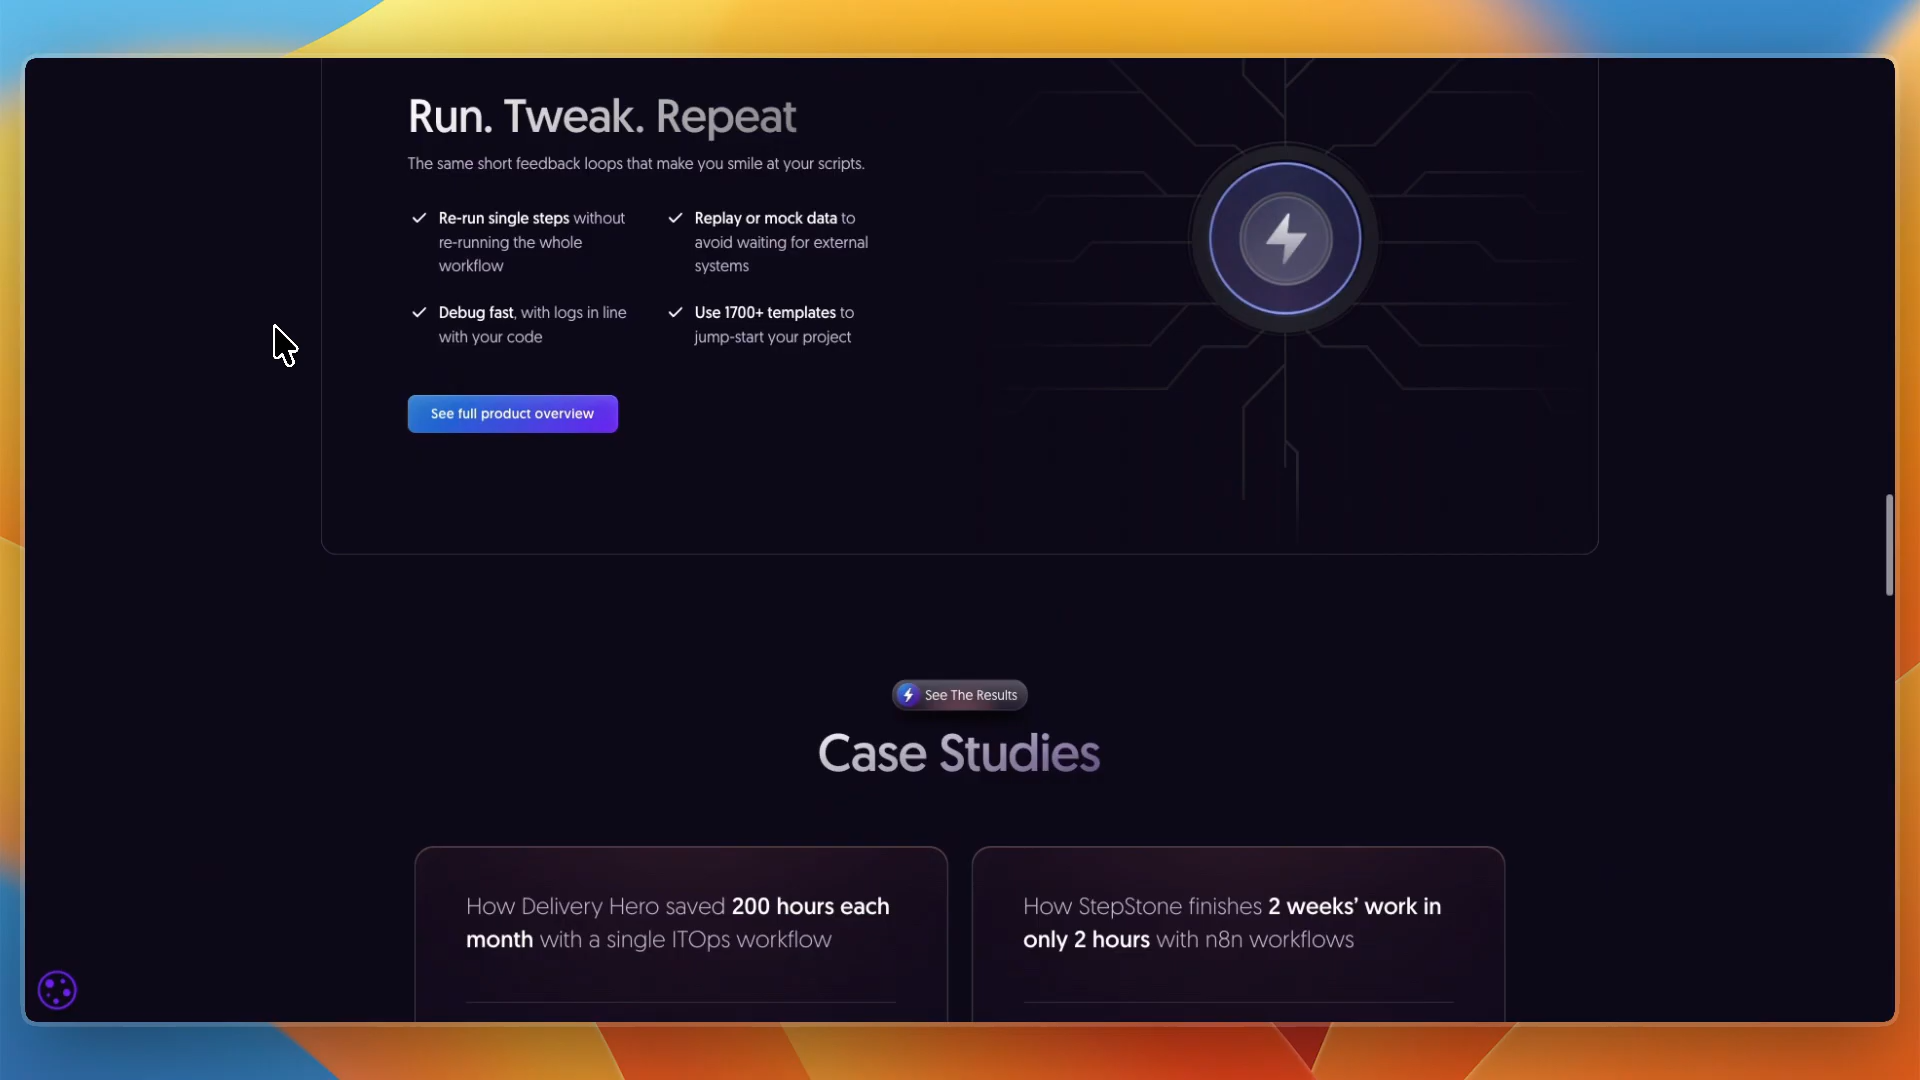 Run. Tweak. Repeat
The same short feedback loops that make you smile at your scripts.
Re-run single steps without
re-running the whole
workflow
Replay or mock data to
avoid waiting for external
systems
Debug fast, with logs in line
with your code
Use 1700+ templates to
jump-start your project
See full product overview
See The Results
Case Studies
How Delivery Hero saved 200 hours each
month with a single ITOps workflow
How StepStone finishes 2 weeks’ work in
only 2 hours with n8n workflows